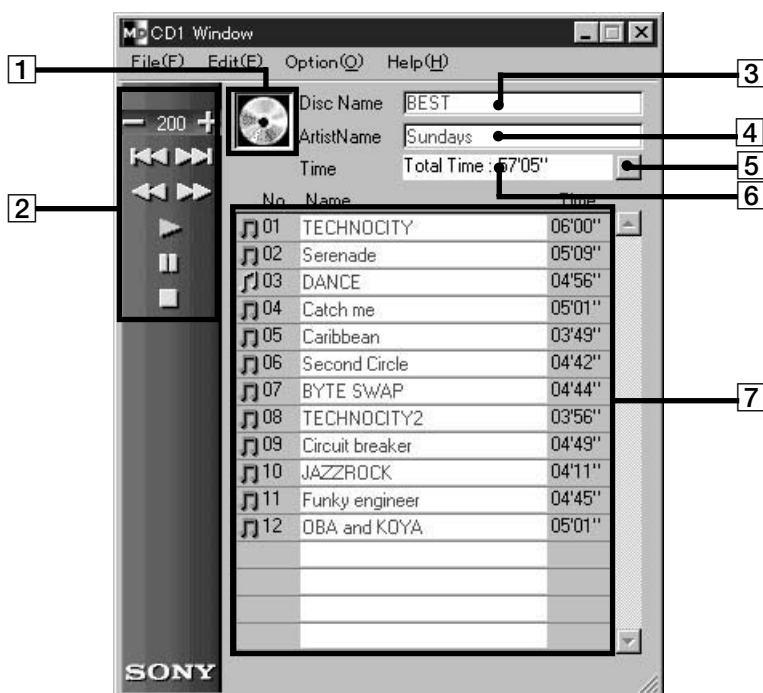 MD CD1 Window
File(F) Edit(E) Option(O) Help(H)
1
3
Disc Name BEST
200
ArtistName Sundays
4
Time Total Time : 57'05''
5
6
2
No. Name Time
01 TECHNOCITY 06'00''
02 Serenade 05'09''
03 DANCE 04'56''
04 Catch me 05'01''
05 Caribbean 03'49''
06 Second Circle 04'42''
07 BYTE SWAP 04'44''
7
08 TECHNOCITY2 03'56''
09 Circuit breaker 04'49''
10 JAZZROCK 04'11''
11 Funky engineer 04'45''
12 OBA and KOYA 05'01''
SONY